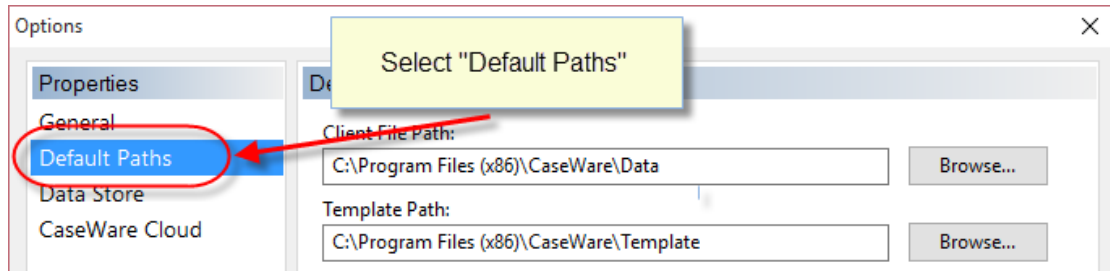 Options
Select "Default Paths"
Properties
De
General
Default Paths
Data Store
CaseWare Cloud
Client File Path:
C:\Program Files (x86)\CaseWare\Data
Browse...
Template Path:
C:\Program Files (x86)\CaseWare\Template
Browse...